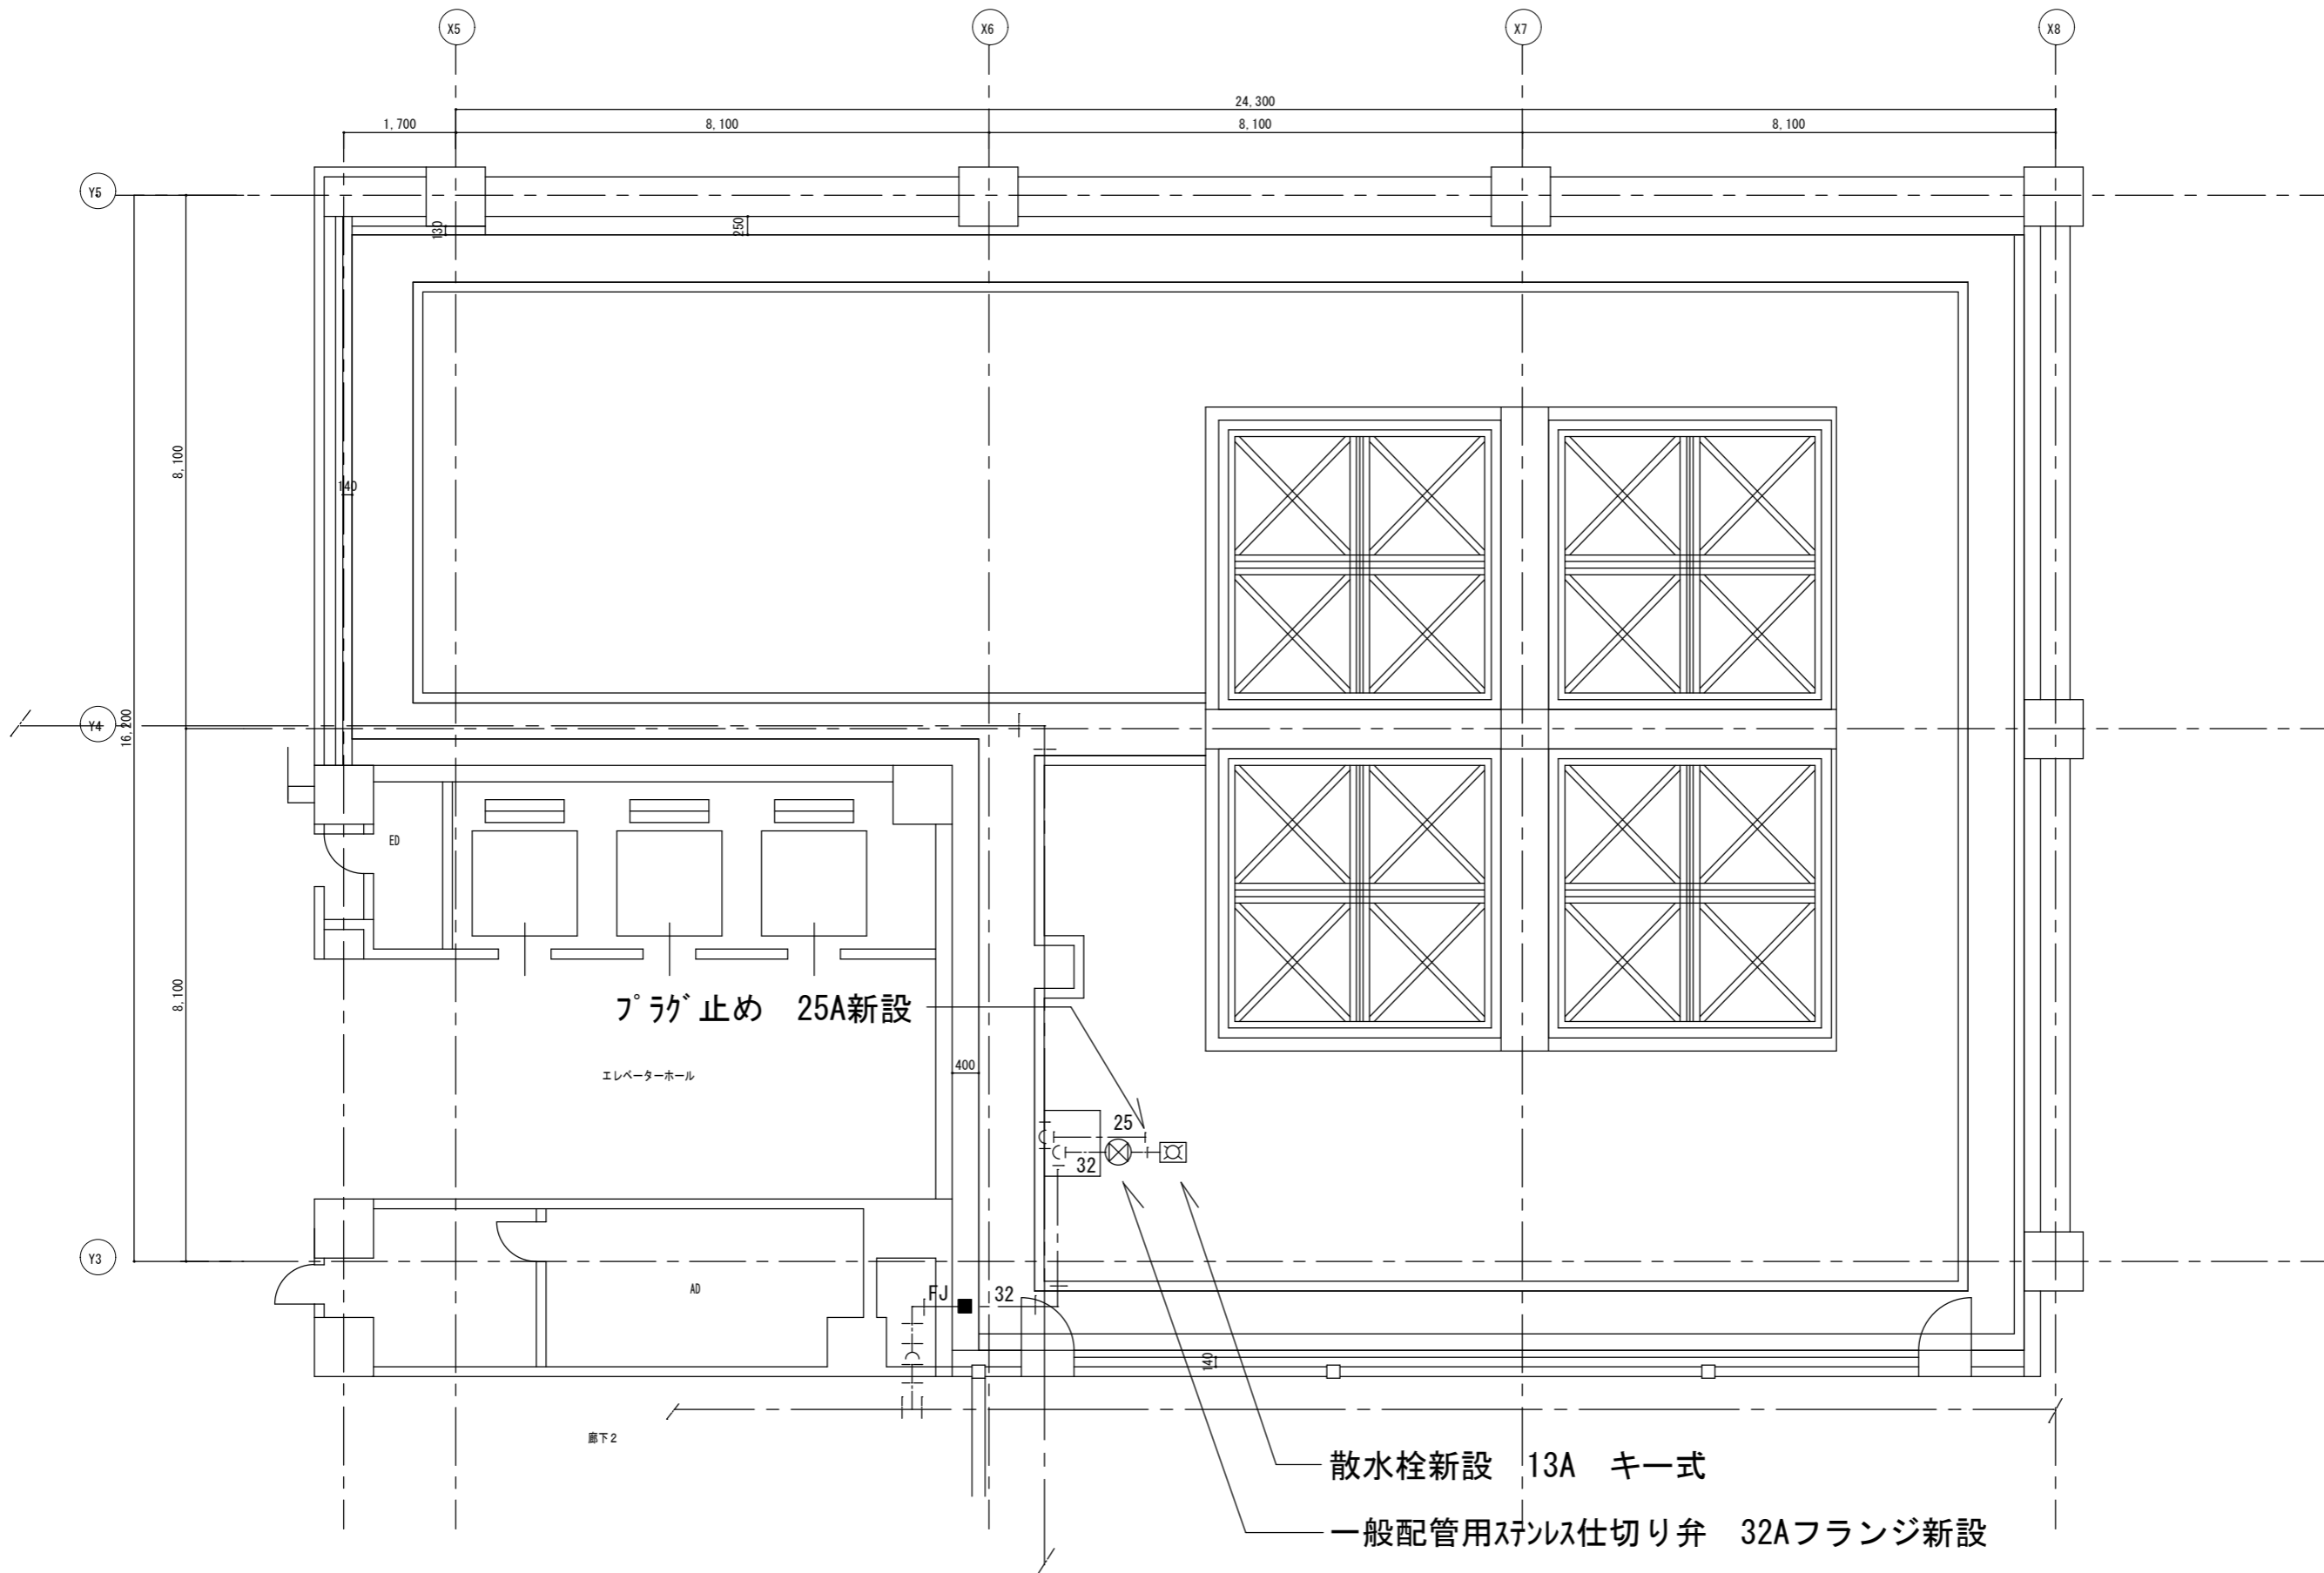 X5
X6
X7
X8
24,300
1,700
8,100
8,100
8,100
Y5
130
250
8,100
140
Y4
16,200
ED
8,100
プラグ止め 25A新設
エレベーターホール
400
25
32
Y3
AD
FJ
32
140
廊下2
散水栓新設 13A キー式
一般配管用ステンレス仕切り弁 32Aフランジ新設